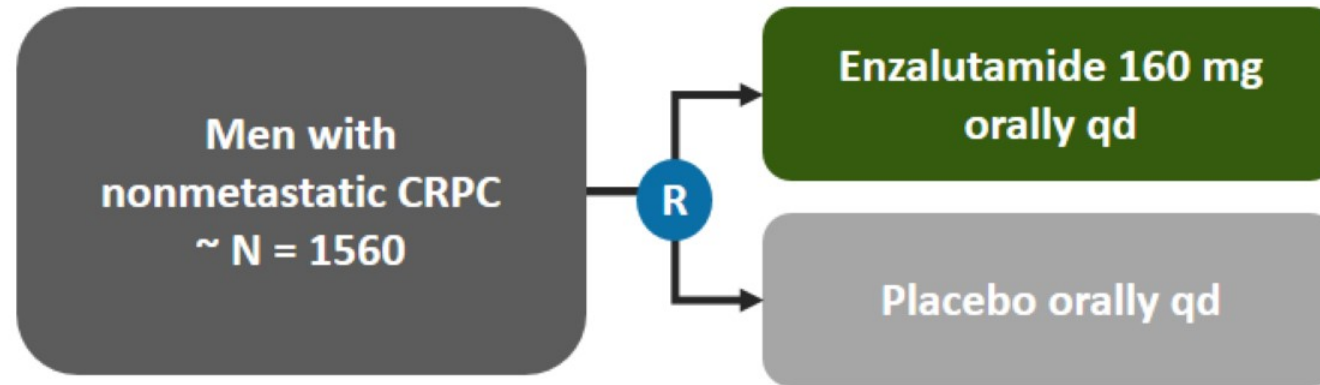 Men with
nonmetastatic CRPC
~ N = 1560
R
Enzalutamide 160 mg
orally qd
Placebo orally qd